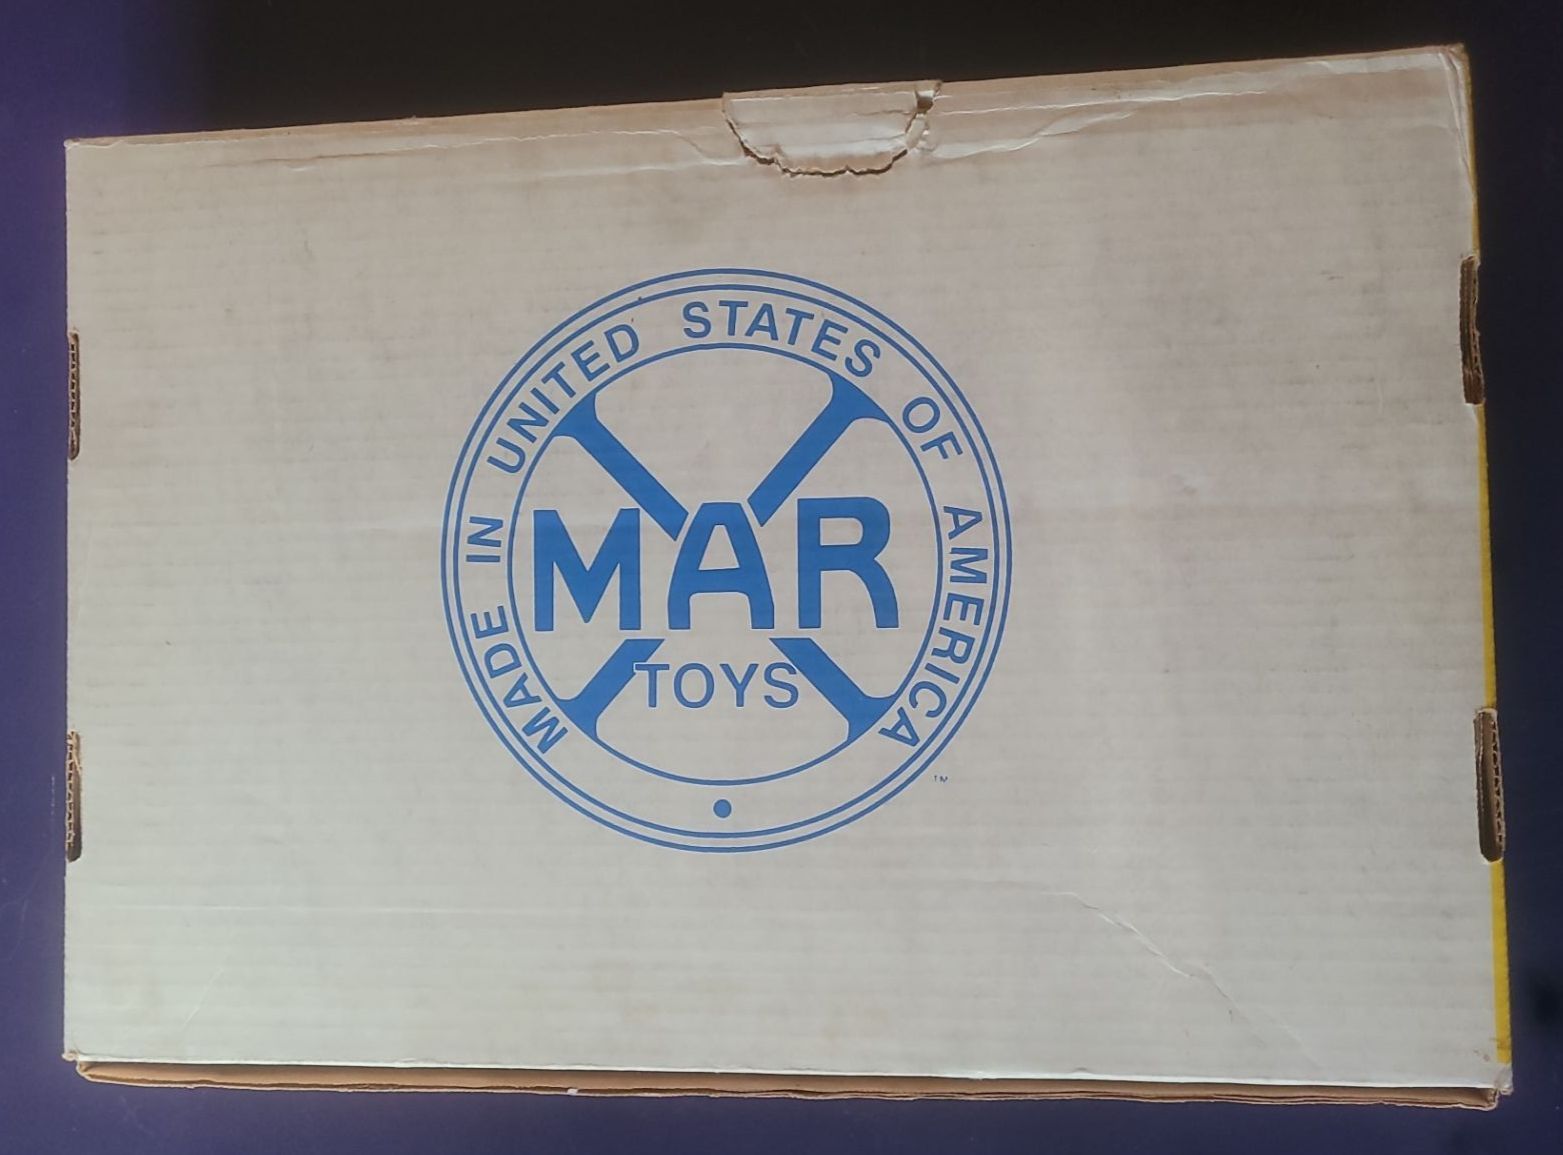 MADE IN UNITED STATES OF AMERICA
MAR
TOYS
TM